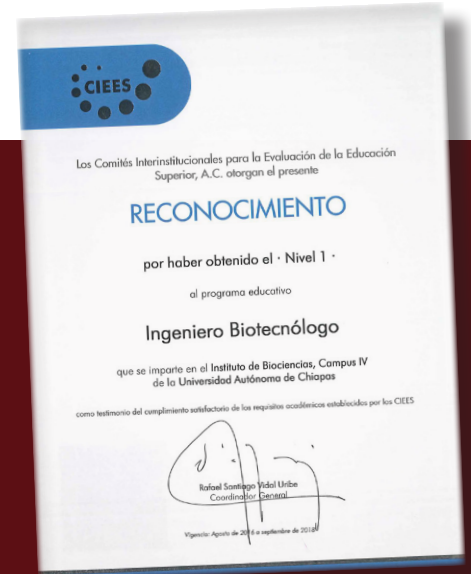 CIEES
Los Comités Interinstitucionales para la Evaluación de la Educación
Superior, A.C. otorgan el presente
RECONOCIMIENTO
por haber obtenido el · Nivel 1 ·
al programa educativo
Ingeniero Biotecnólogo
que se imparte en el Instituto de Biociencias, Campus IV
de la Universidad Autónoma de Chiapas
como testimonio del cumplimiento satisfactorio de los requisitos académicos establecidos por los CIEES
Rafael Santiago Vidal Uribe
Coordinador General
Vigencia: Agosto de 2016 a septiembre de 2018